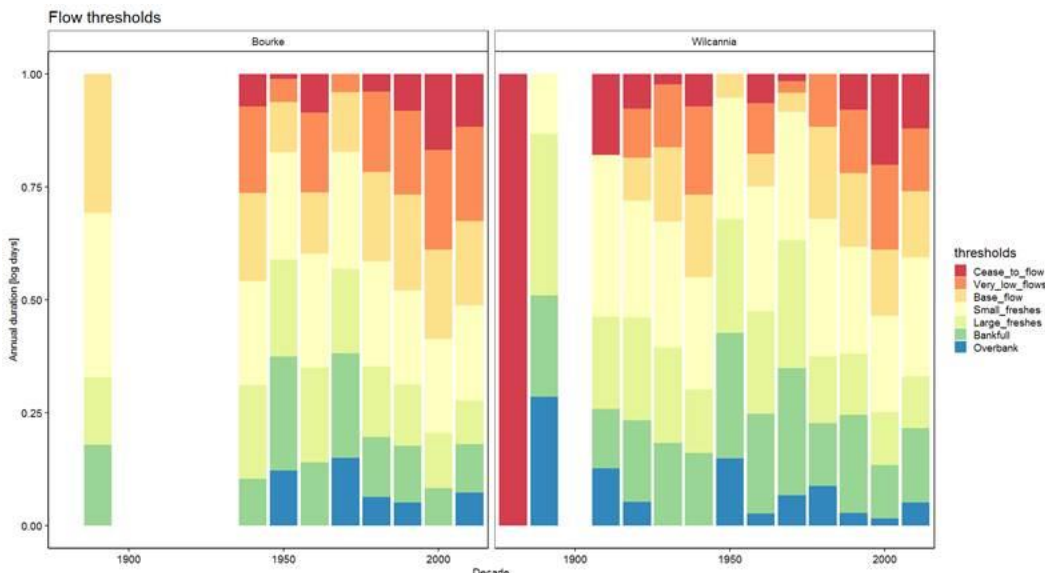 Flow thresholds
Bourke
Wilcannia
Annual duration [log days]
1.00
0.75
0.50
0.25
0.00
1900
1950
2000
1900
1950
2000
Decade
thresholds
Cease_to_flow
Very_low_flows
Base_flow
Small_freshes
Large_freshes
Bankfull
Overbank